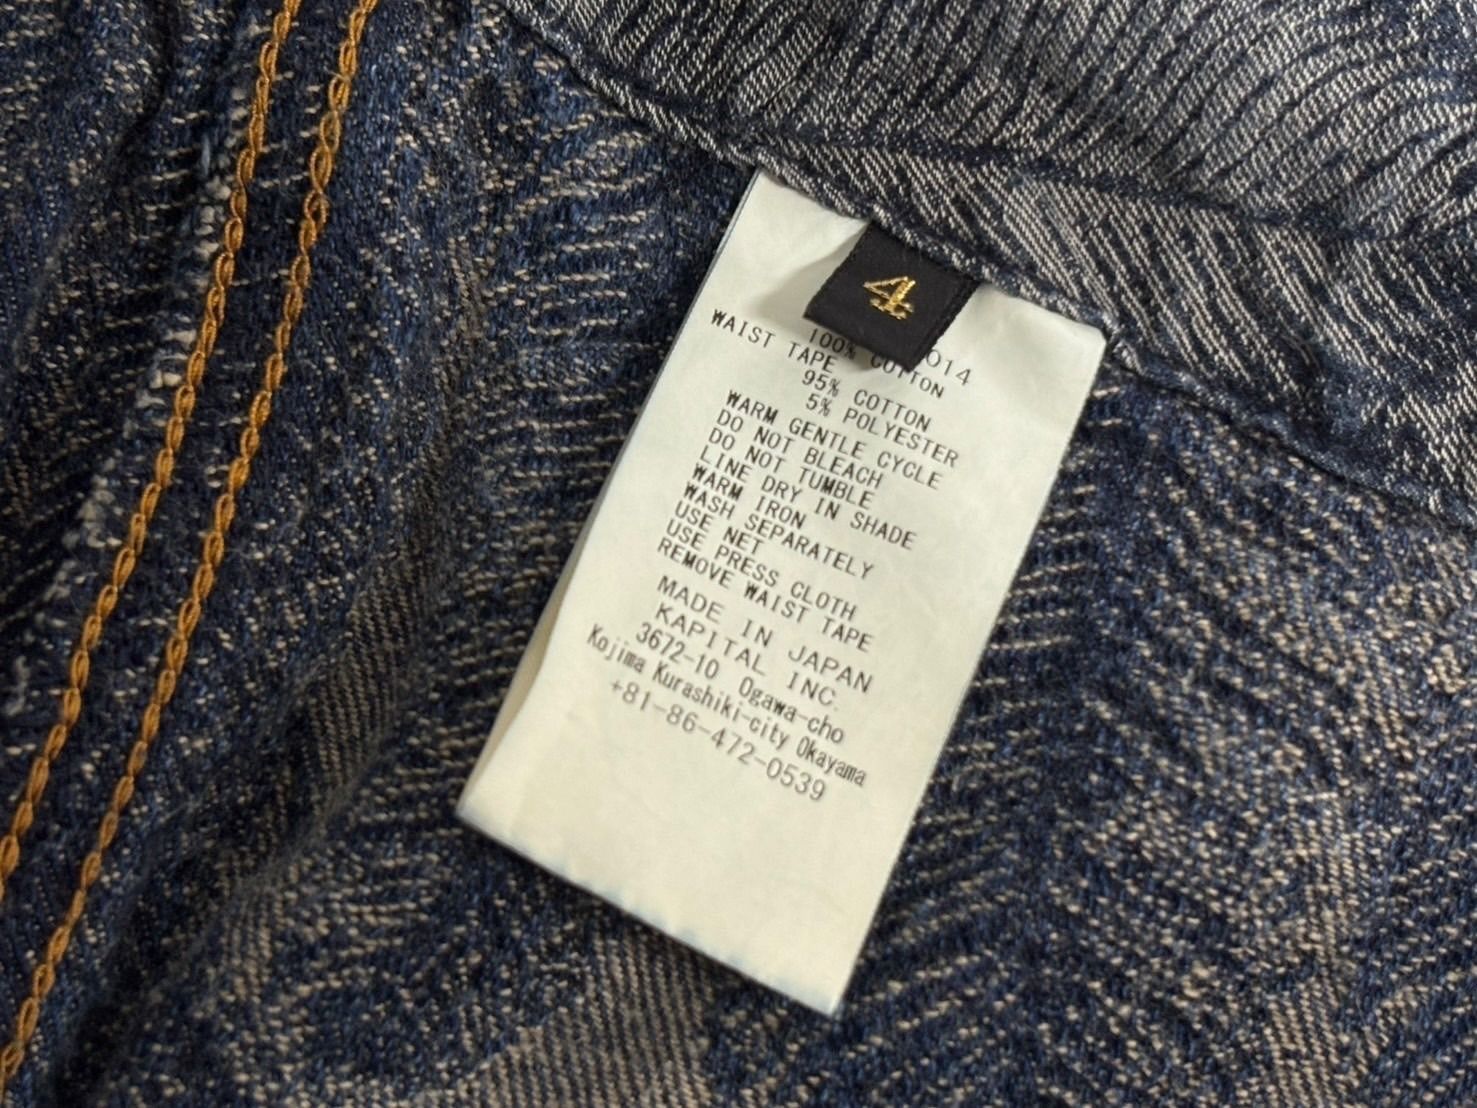 4
014
100% COTTON
WAIST TAPE
95% COTTON
5% POLYESTER
WARM GENTLE CYCLE
DO NOT BLEACH
DO NOT TUMBLE
LINE DRY IN SHADE
WARM IRON
WASH SEPARATELY
USE NET
USE PRESS CLOTH
REMOVE WAIST TAPE
MADE IN JAPAN
KAPITAL INC.
3672-10 Ogawa-cho
Kojima Kurashiki-city Okayama
+81-86-472-0539